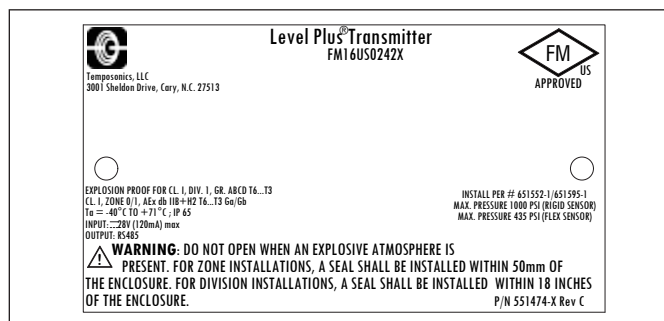 Level Plus® Transmitter
FM16US0242X
FM
US
APPROVED
Temposonics, LLC
3001 Sheldon Drive, Cary, N.C. 27513
EXPLOSION PROOF FOR CL. I, DIV. 1, GR. ABCD T6...T3
CL. I, ZONE 0/1, AEx db IIB+H2 T6...T3 Ga/Gb
Ta = -40°C TO +71°C ; IP 65
INPUT: ⎓28V (120mA) max
OUTPUT: RS485
INSTALL PER # 651552-1/651595-1
MAX. PRESSURE 1000 PSI (RIGID SENSOR)
MAX. PRESSURE 435 PSI (FLEX SENSOR)
WARNING: DO NOT OPEN WHEN AN EXPLOSIVE ATMOSPHERE IS
PRESENT. FOR ZONE INSTALLATIONS, A SEAL SHALL BE INSTALLED WITHIN 50mm OF
THE ENCLOSURE. FOR DIVISION INSTALLATIONS, A SEAL SHALL BE INSTALLED WITHIN 18 INCHES
OF THE ENCLOSURE.
P/N 551474-X Rev C